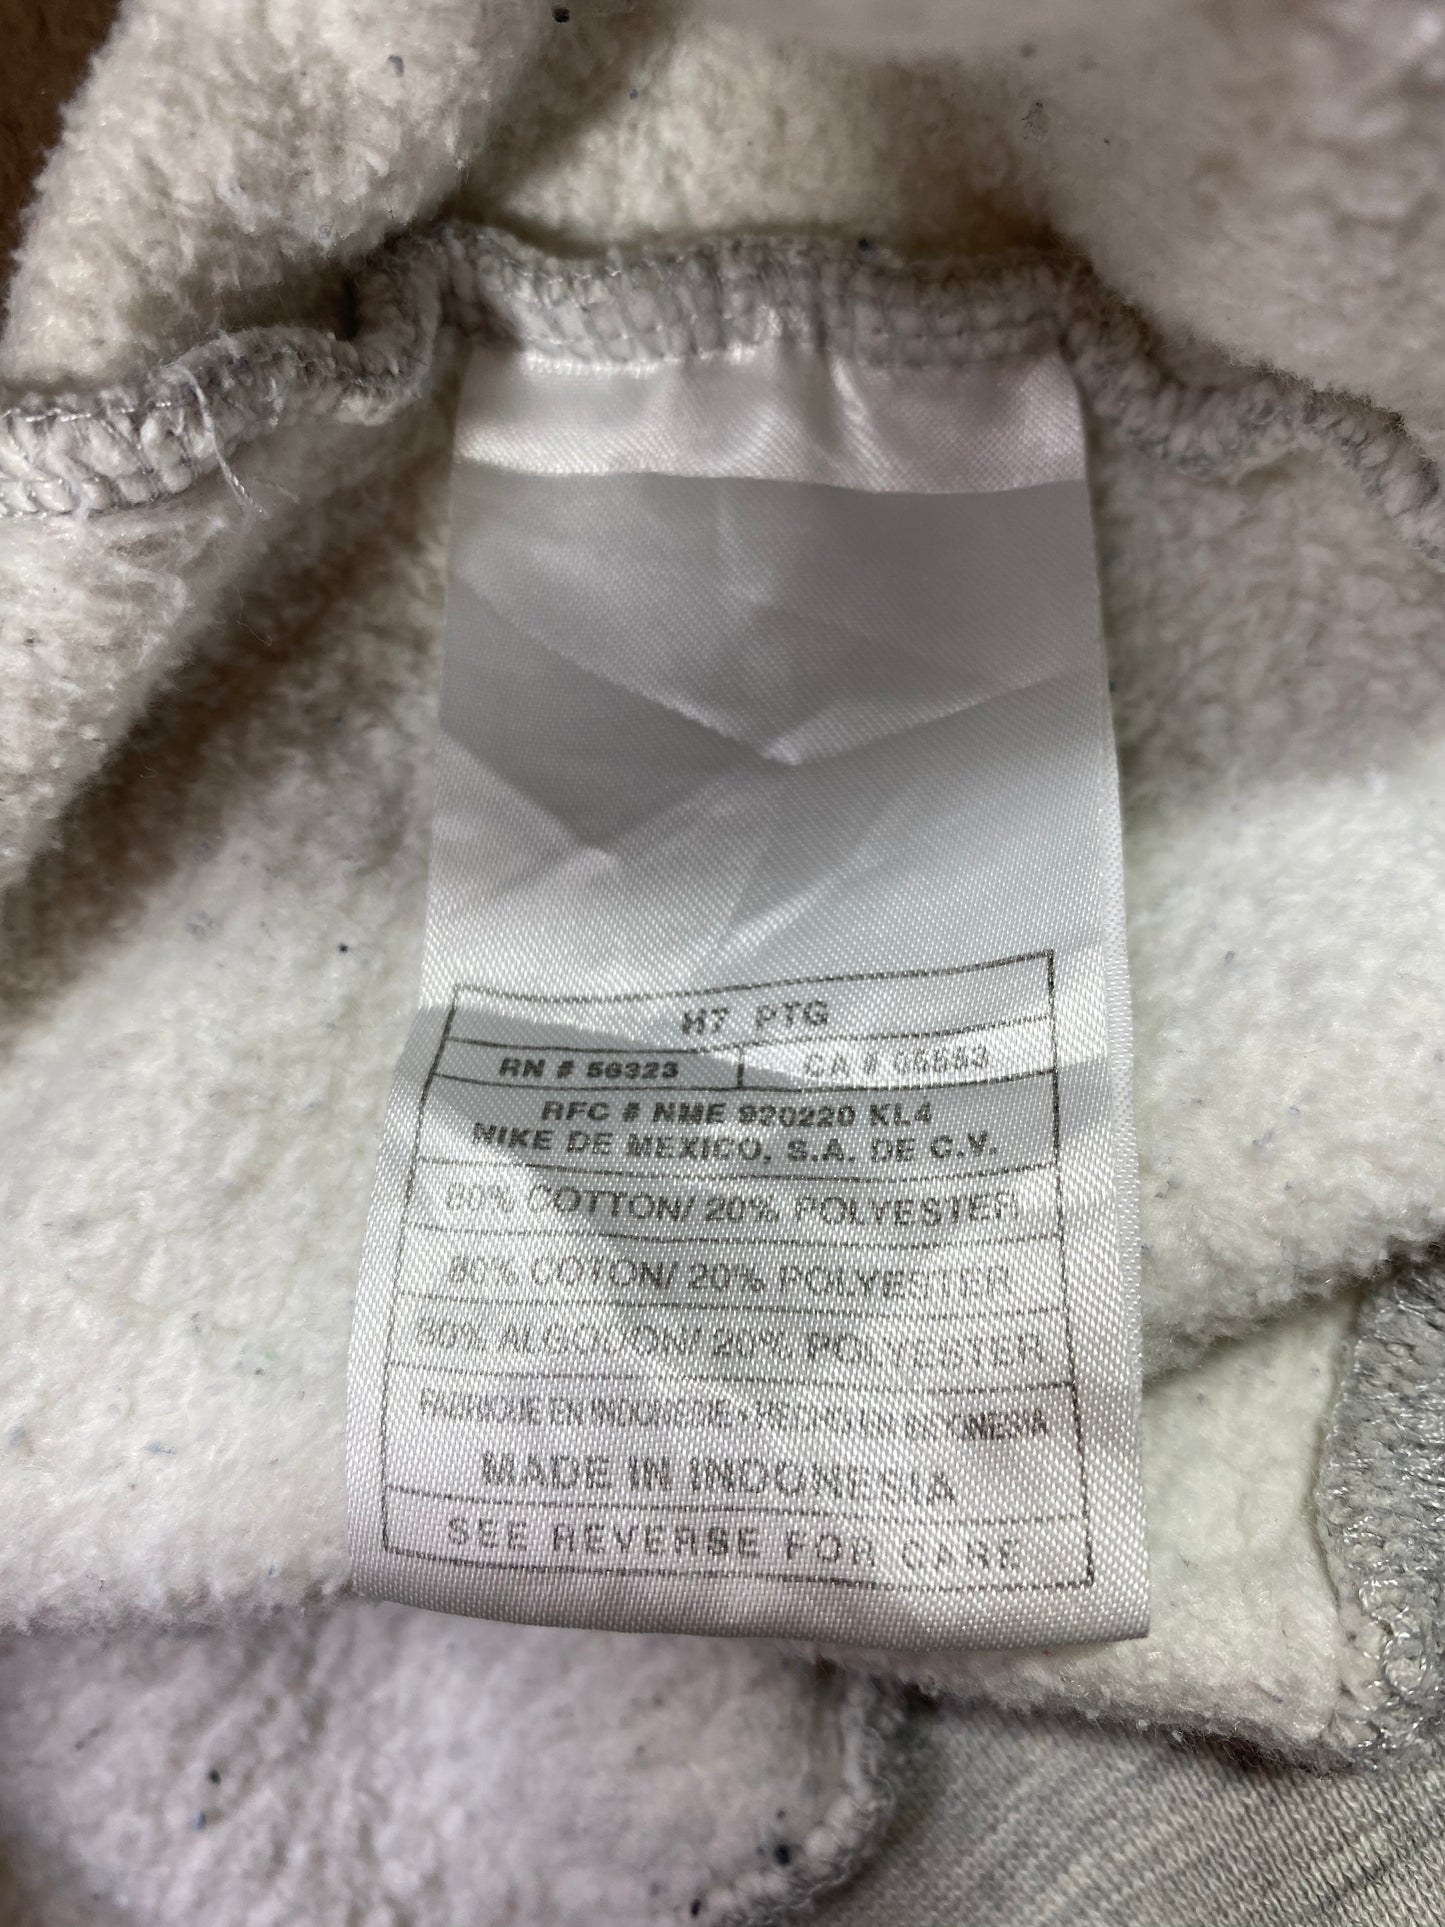 H7 PTG
RN # 56323 CA # 05553
RFC # NME 920220 KL4
NIKE DE MEXICO, S.A. DE C.V.
80% COTTON/ 20% POLYESTER
80% COTON/ 20% POLYESTER
80% ALGODON/ 20% POLYESTER
FABRIQUE EN INDONESIE • HECHO EN INDONESIA
MADE IN INDONESIA
SEE REVERSE FOR CARE